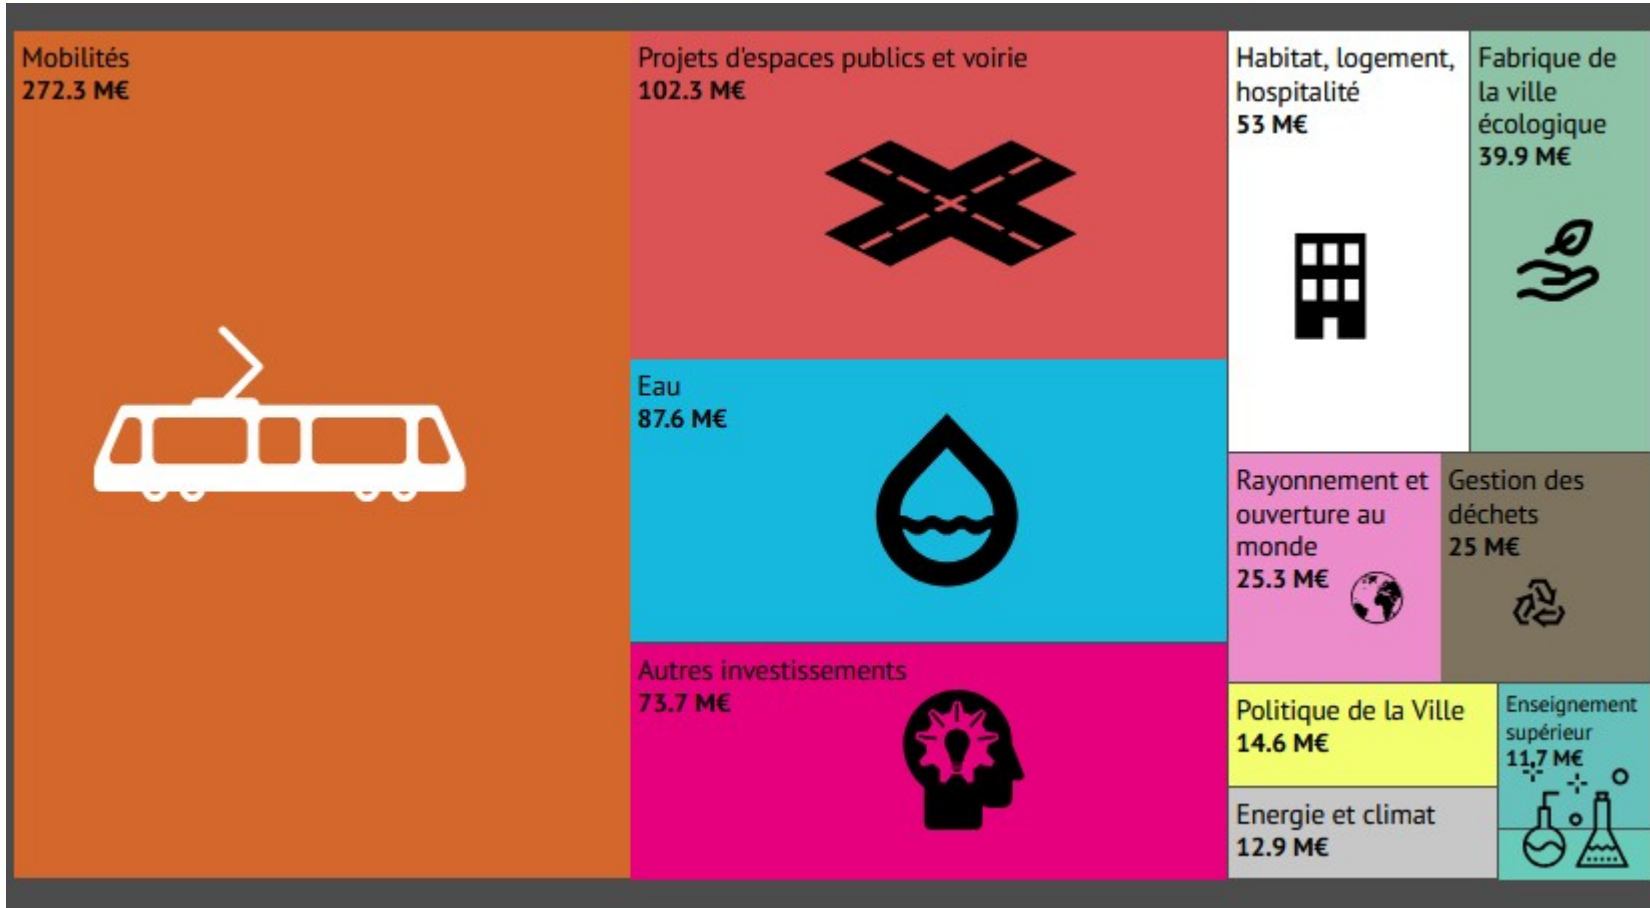 Mobilités
272.3 M€
Projets d'espaces publics et voirie
102.3 M€
Eau
87.6 M€
Autres investissements
73.7 M€
Habitat, logement,
hospitalité
53 M€
Fabrique de
la ville
écologique
39.9 M€
Rayonnement et
ouverture au
monde
25.3 M€
Gestion des
déchets
25 M€
Politique de la Ville
14.6 M€
Energie et climat
12.9 M€
Enseignement
supérieur
11,7 M€